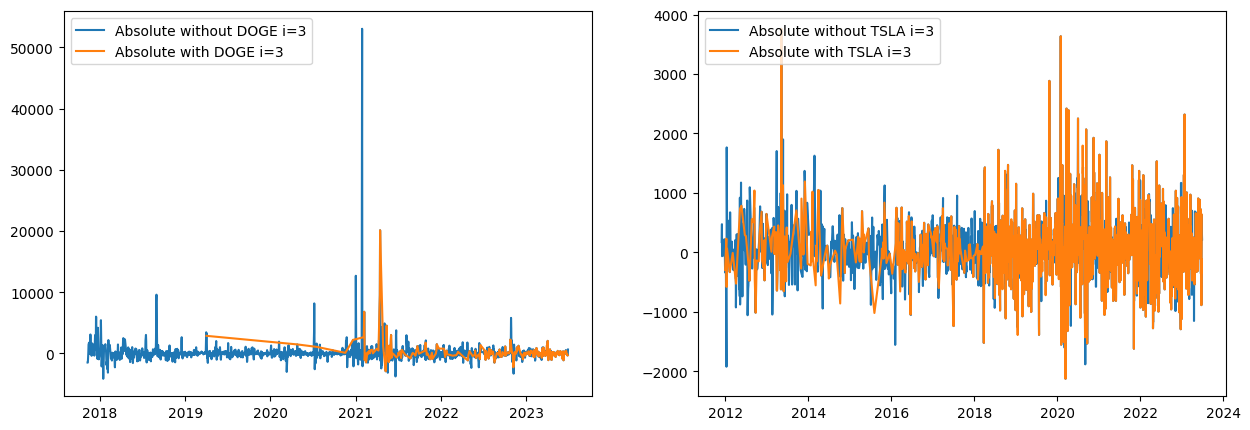 Absolute without DOGE i=3
Absolute with DOGE i=3
50000
40000
30000
20000
10000
0
2018 2019 2020 2021 2022 2023
Absolute without TSLA i=3
Absolute with TSLA i=3
4000
3000
2000
1000
0
−1000
−2000
2012 2014 2016 2018 2020 2022 2024